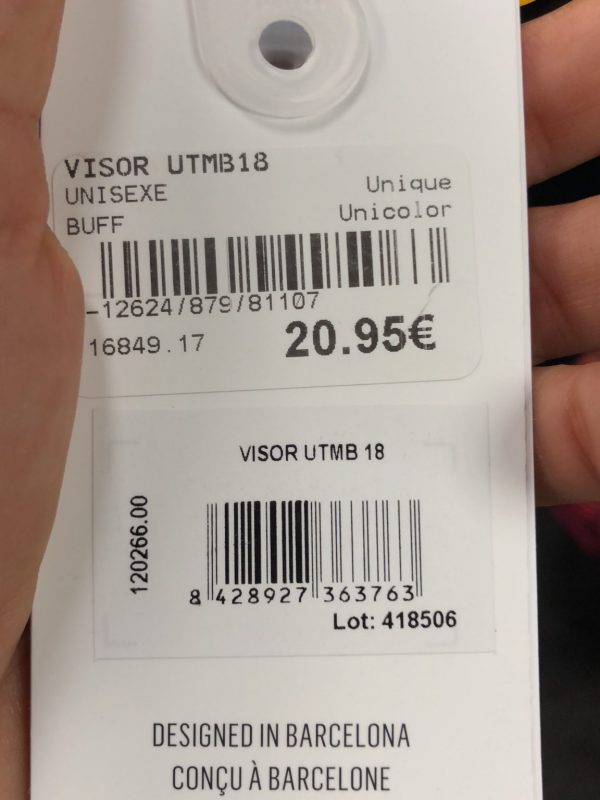 VISOR UTMB18
UNISEXE Unique
BUFF Unicolor
-12624/879/81107
16849.17 20.95€
VISOR UTMB 18
120266.00
8 428927 363763
Lot: 418506
DESIGNED IN BARCELONA
CONÇU À BARCELONE